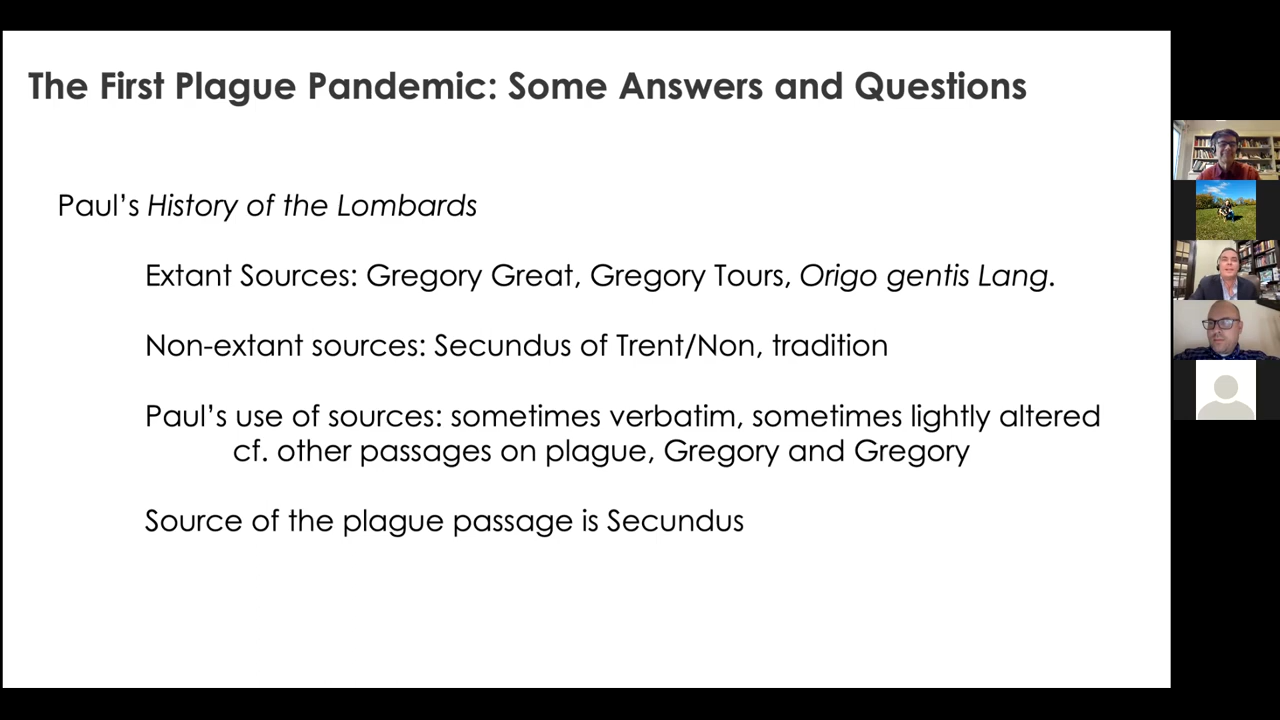 The First Plague Pandemic: Some Answers and Questions
Paul’s History of the Lombards
Extant Sources: Gregory Great, Gregory Tours, Origo gentis Lang.
Non-extant sources: Secundus of Trent/Non, tradition
Paul’s use of sources: sometimes verbatim, sometimes lightly altered
cf. other passages on plague, Gregory and Gregory
Source of the plague passage is Secundus